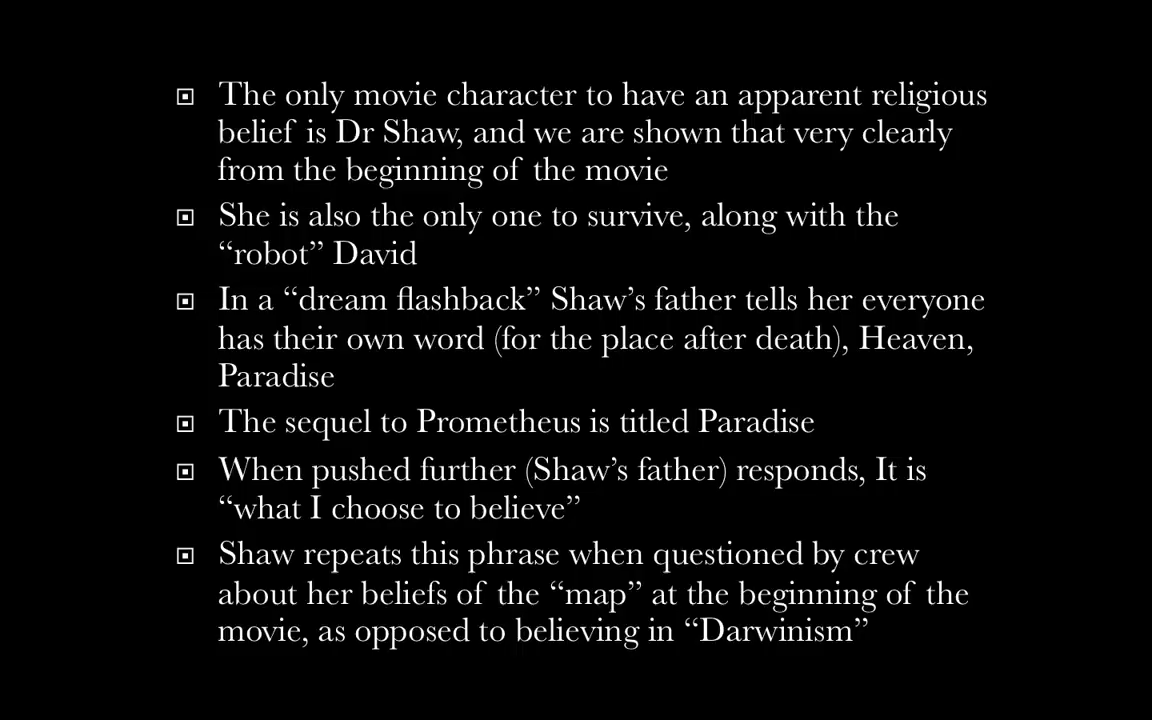 The only movie character to have an apparent religious
belief is Dr Shaw, and we are shown that very clearly
from the beginning of the movie
She is also the only one to survive, along with the
“robot” David
In a “dream flashback” Shaw’s father tells her everyone
has their own word (for the place after death), Heaven,
Paradise
The sequel to Prometheus is titled Paradise
When pushed further (Shaw’s father) responds, It is
“what I choose to believe”
Shaw repeats this phrase when questioned by crew
about her beliefs of the “map” at the beginning of the
movie, as opposed to believing in “Darwinism”